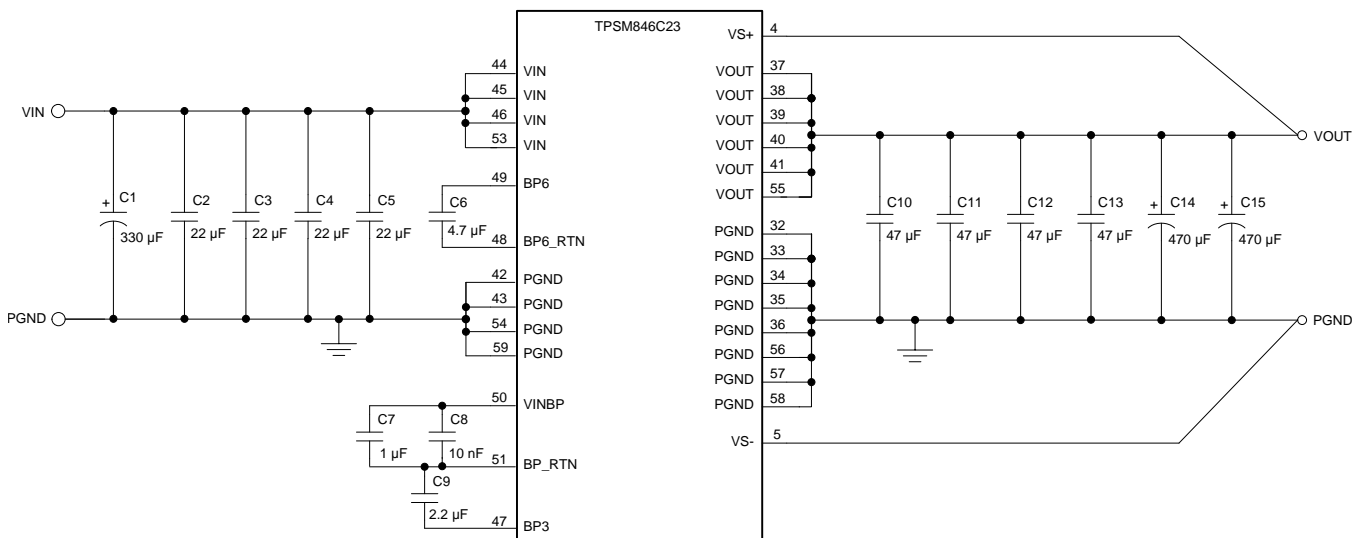 TPSM846C23
VS+
4
44
VIN
45
VIN
46
VIN
53
VIN
VIN
49
BP6
48
BP6_RTN
42
PGND
43
PGND
54
PGND
59
PGND
PGND
50
VINBP
51
BP_RTN
47
BP3
+
C1
330 µF
C2
22 µF
C3
22 µF
C4
22 µF
C5
22 µF
C6
4.7 µF
C7
1 µF
C8
10 nF
C9
2.2 µF
VOUT
37
VOUT
38
VOUT
39
VOUT
40
VOUT
41
VOUT
55
PGND
32
PGND
33
PGND
34
PGND
35
PGND
36
PGND
56
PGND
57
PGND
58
VS-
5
C10
47 µF
C11
47 µF
C12
47 µF
C13
47 µF
+
C14
470 µF
+
C15
470 µF
VOUT
PGND